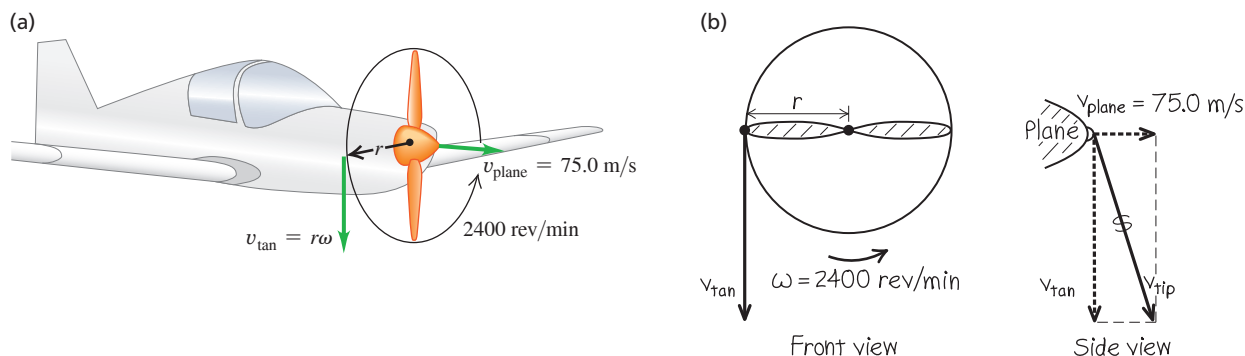 (a)
r
v_plane = 75.0 m/s
2400 rev/min
v_tan = rω
(b)
r
v_tan
ω = 2400 rev/min
Front view
v_plane = 75.0 m/s
Plane
v_tan
v_tip
Side view